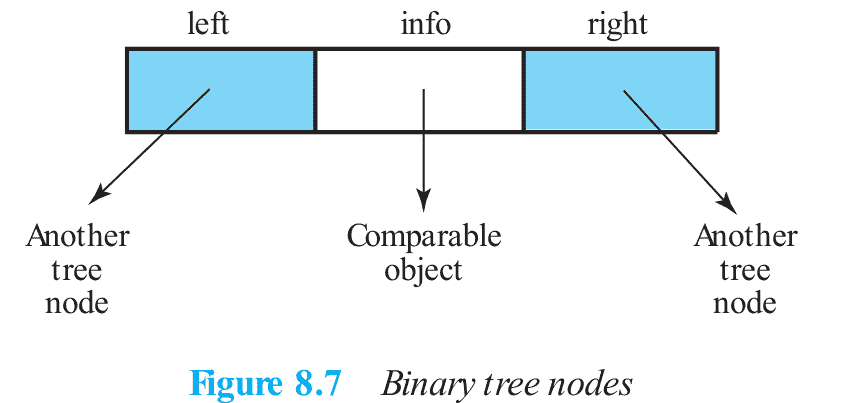 left info right
Another Comparable Another
tree object tree
node node
Figure 8.7 Binary tree nodes